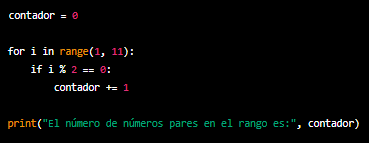 contador = 0
for i in range(1, 11):
    if i % 2 == 0:
        contador += 1
print("El número de números pares en el rango es:", contador)